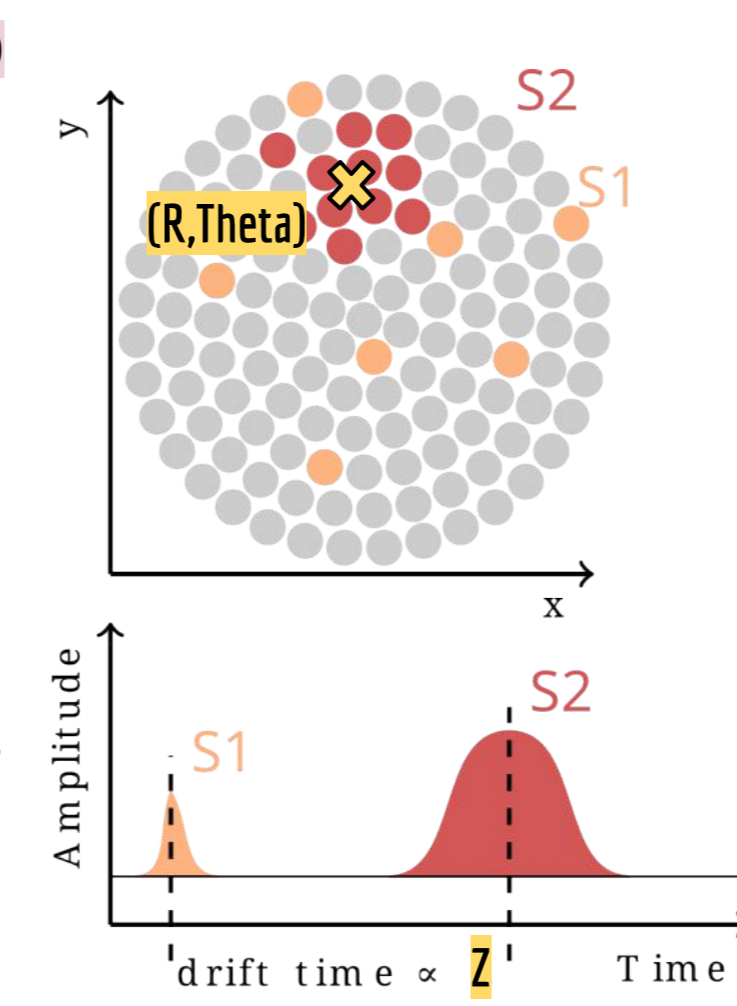 )
S2
y
S1
(R,Theta)
x
Amplitude
S2
S1
drift time ∝ Z
Time